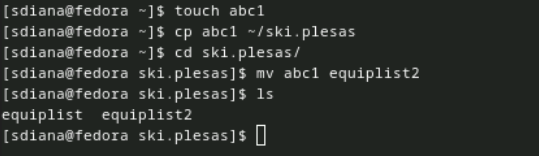 [sdiana@fedora ~]$ touch abc1
[sdiana@fedora ~]$ cp abc1 ~/ski.plesas
[sdiana@fedora ~]$ cd ski.plesas/
[sdiana@fedora ski.plesas]$ mv abc1 equiplist2
[sdiana@fedora ski.plesas]$ ls
equiplist  equiplist2
[sdiana@fedora ski.plesas]$